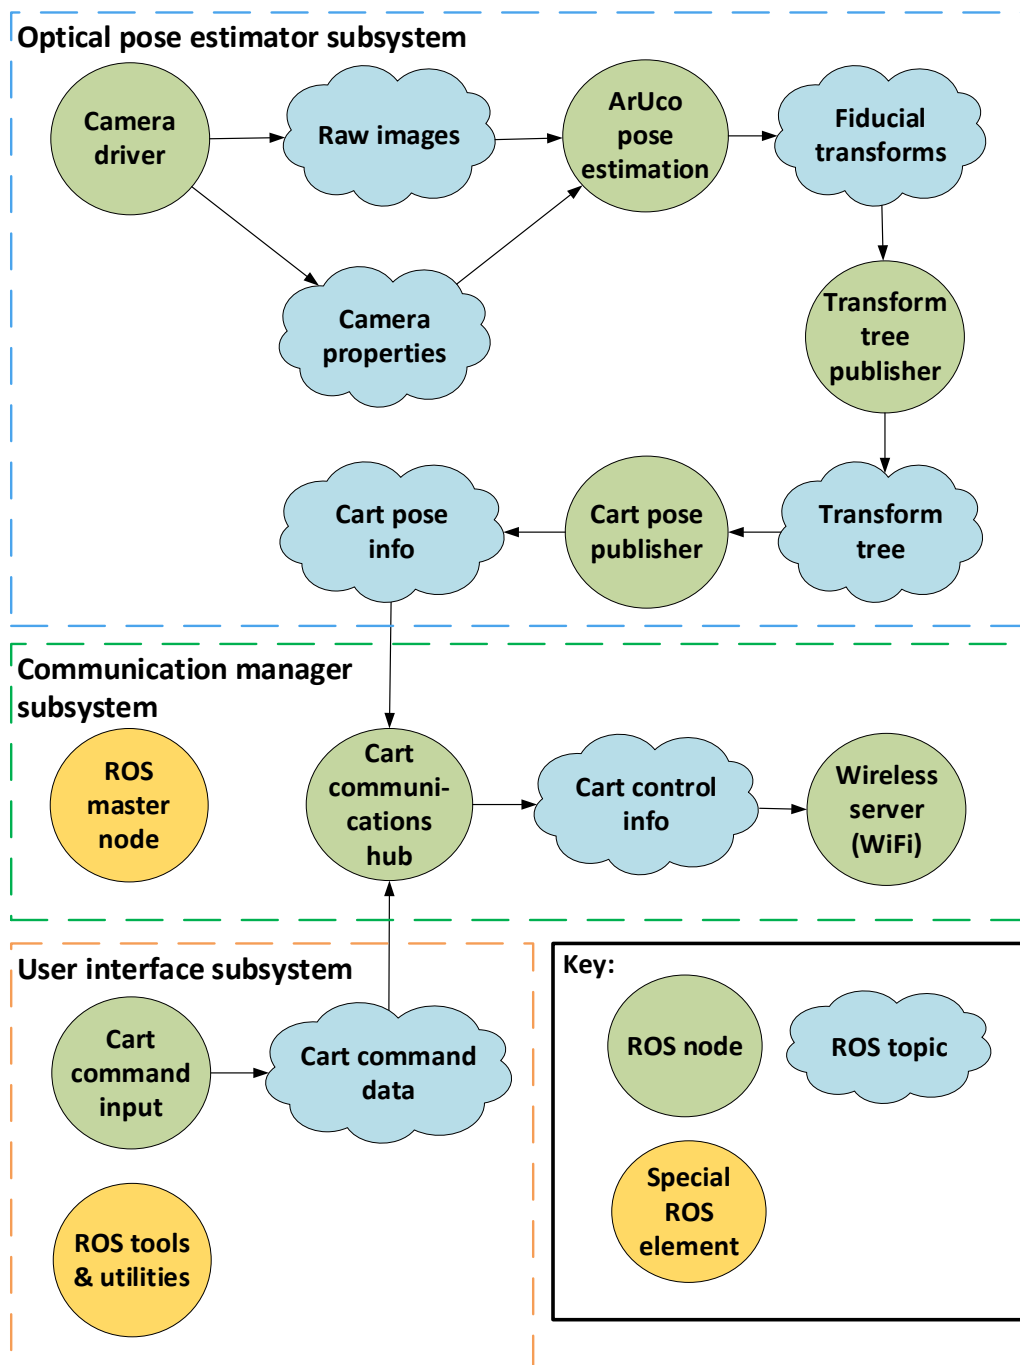 Optical pose estimator subsystem
Camera
driver
Raw images
ArUco
pose
estimation
Fiducial
transforms
Camera
properties
Transform
tree
publisher
Cart pose
info
Cart pose
publisher
Transform
tree
Communication manager
subsystem
ROS
master
node
Cart
communi-
cations
hub
Cart control
info
Wireless
server
(WiFi)
User interface subsystem
Cart
command
input
Cart command
data
ROS tools
& utilities
Key:
ROS node
ROS topic
Special
ROS
element